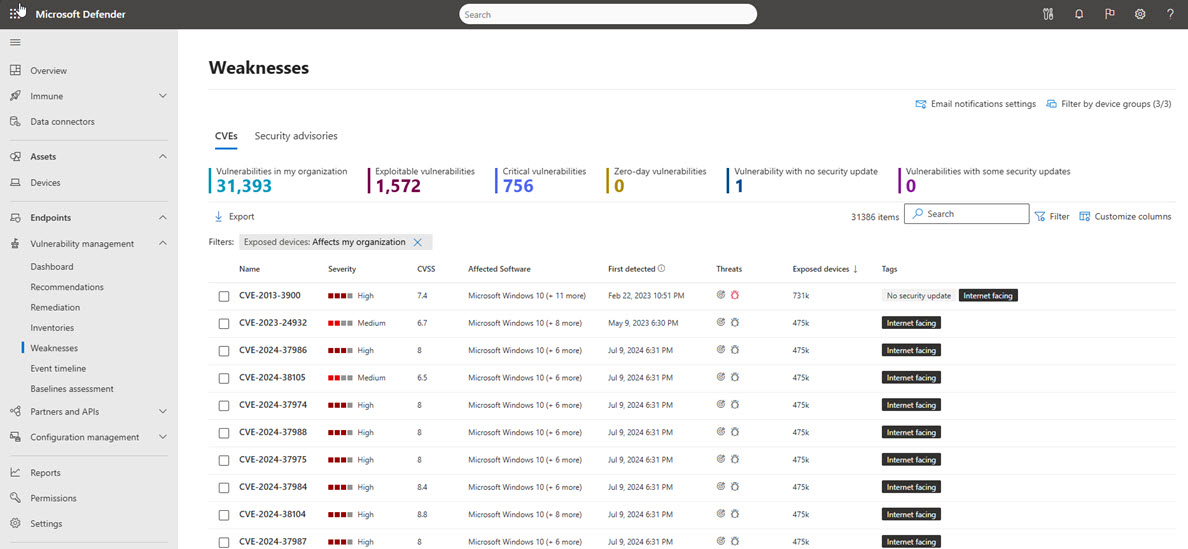 Microsoft Defender
Search
Weaknesses
Overview
Immune
Data connectors
Assets
Devices
Endpoints
Vulnerability management
Dashboard
Recommendations
Remediation
Inventories
Weaknesses
Event timeline
Baselines assessment
Partners and APIs
Configuration management
Reports
Permissions
Settings
Email notifications settings Filter by device groups (3/3)
CVEs Security advisories
Vulnerabilities in my organization Exploitable vulnerabilities Critical vulnerabilities Zero-day vulnerabilities Vulnerability with no security update Vulnerabilities with some security updates
31,393 1,572 756 0 1 0
Export 31386 items Search Filter Customize columns
Filters: Exposed devices: Affects my organization
Name Severity CVSS Affected Software First detected Threats Exposed devices ↓ Tags
CVE-2013-3900 High 7.4 Microsoft Windows 10 (+ 11 more) Feb 22, 2023 10:51 PM 731k No security update Internet facing
CVE-2023-24932 Medium 6.7 Microsoft Windows 10 (+ 8 more) May 9, 2023 6:30 PM 475k Internet facing
CVE-2024-37986 High 8 Microsoft Windows 10 (+ 6 more) Jul 9, 2024 6:31 PM 475k Internet facing
CVE-2024-38105 Medium 6.5 Microsoft Windows 10 (+ 6 more) Jul 9, 2024 6:31 PM 475k Internet facing
CVE-2024-37974 High 8 Microsoft Windows 10 (+ 6 more) Jul 9, 2024 6:31 PM 475k Internet facing
CVE-2024-37988 High 8 Microsoft Windows 10 (+ 6 more) Jul 9, 2024 6:31 PM 475k Internet facing
CVE-2024-37975 High 8 Microsoft Windows 10 (+ 6 more) Jul 9, 2024 6:31 PM 475k Internet facing
CVE-2024-37984 High 8.4 Microsoft Windows 10 (+ 6 more) Jul 9, 2024 6:31 PM 475k Internet facing
CVE-2024-38104 High 8.8 Microsoft Windows 10 (+ 8 more) Jul 9, 2024 6:31 PM 475k Internet facing
CVE-2024-37987 High 8 Microsoft Windows 10 (+ 6 more) Jul 9, 2024 6:31 PM 475k Internet facing